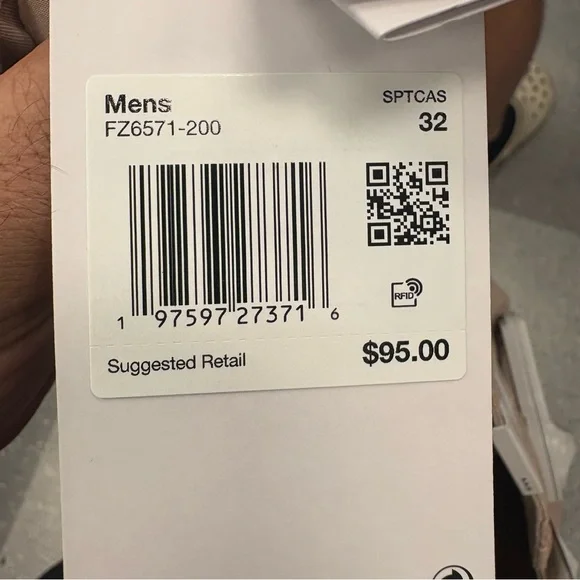 Mens
SPTCAS
FZ6571-200
32
RFID
1 97597 27371 6
Suggested Retail
$95.00